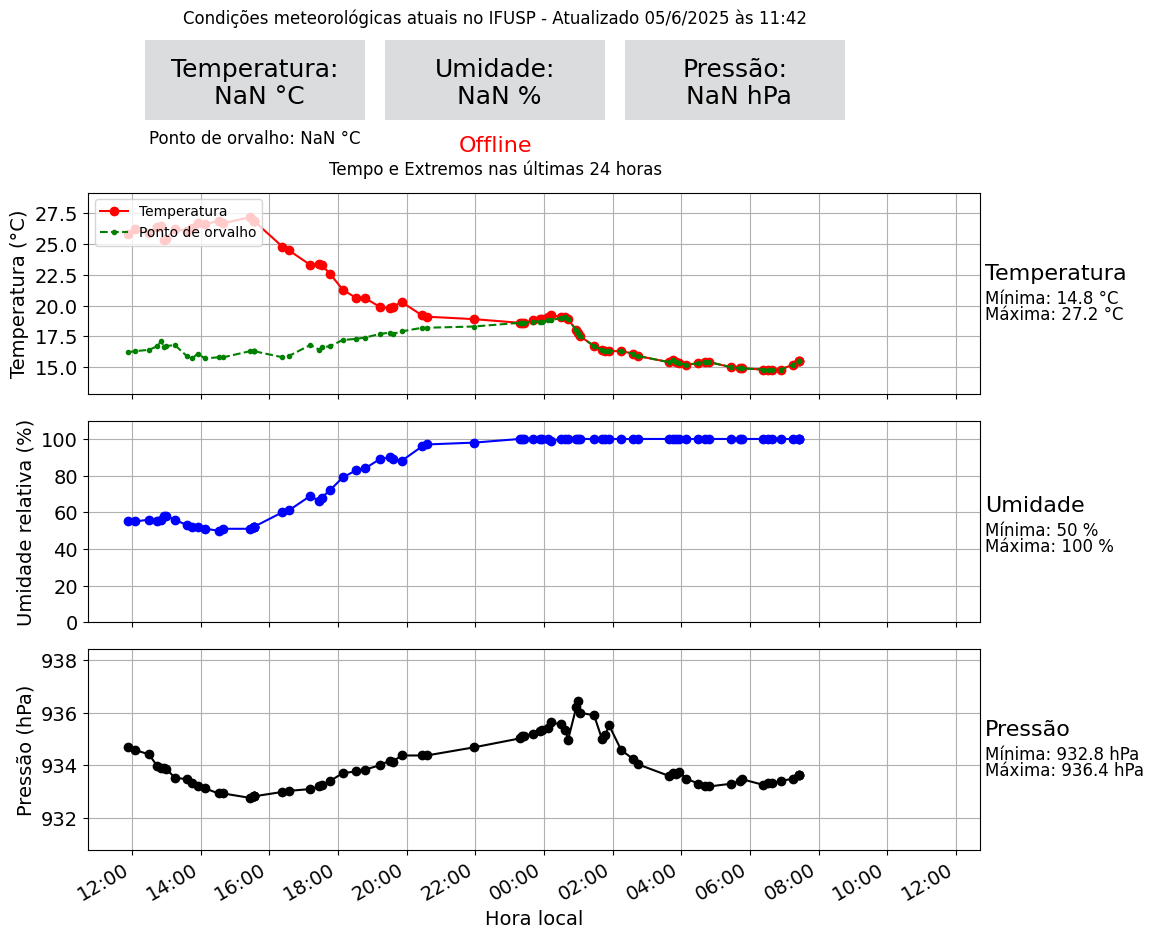 Condições meteorológicas atuais no IFUSP - Atualizado 05/6/2025 às 11:42
Temperatura:
NaN °C
Umidade:
NaN %
Pressão:
NaN hPa
Ponto de orvalho: NaN °C
Offline
Tempo e Extremos nas últimas 24 horas
Temperatura (°C)
27.5
25.0
22.5
20.0
17.5
15.0
Temperatura
Ponto de orvalho
Temperatura
Mínima: 14.8 °C
Máxima: 27.2 °C
Umidade relativa (%)
100
80
60
40
20
0
Umidade
Mínima: 50 %
Máxima: 100 %
Pressão (hPa)
938
936
934
932
Pressão
Mínima: 932.8 hPa
Máxima: 936.4 hPa
12:00 14:00 16:00 18:00 20:00 22:00 00:00 02:00 04:00 06:00 08:00 10:00 12:00
Hora local